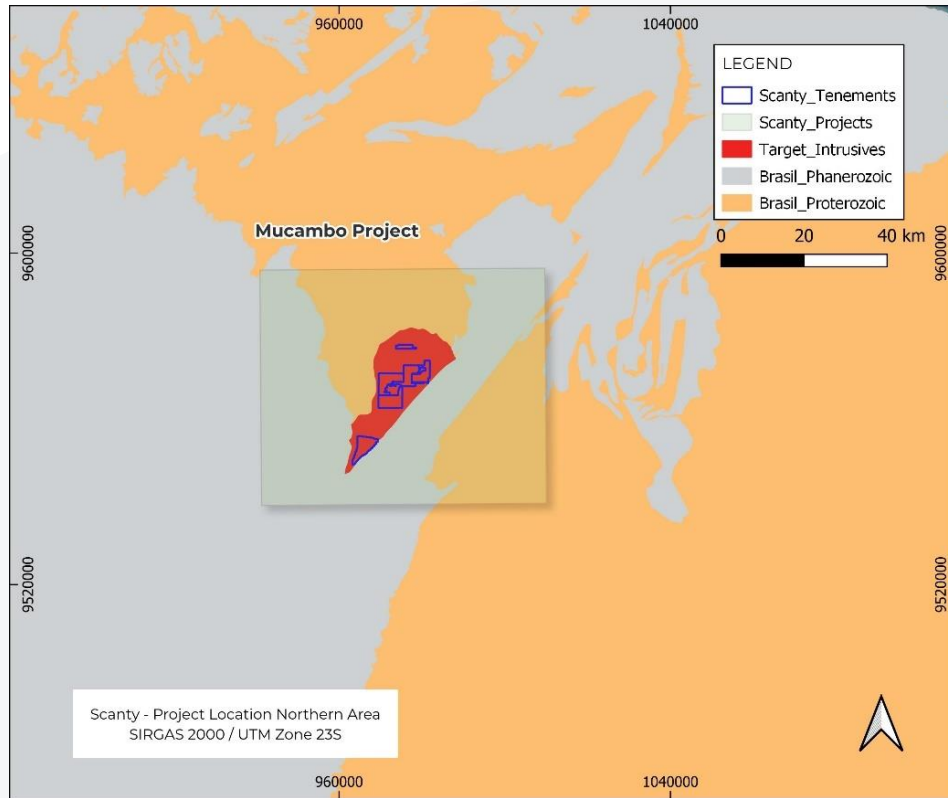 960000
1040000
LEGEND
Scanty_Tenements
Scanty_Projects
Target_Intrusives
Brasil_Phanerozoic
Brasil_Proterozoic
Mucambo Project
0 20 40 km
9600000
9600000
9520000
9520000
Scanty - Project Location Northern Area
SIRGAS 2000 / UTM Zone 23S
960000
1040000